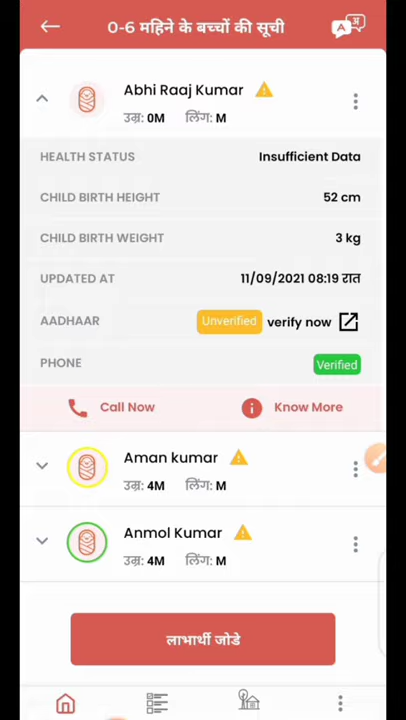 0-6 महिने के बच्चों की सूची
A अ
Abhi Raaj Kumar
उम्र: 0M लिंग: M
HEALTH STATUS Insufficient Data
CHILD BIRTH HEIGHT 52 cm
CHILD BIRTH WEIGHT 3 kg
UPDATED AT 11/09/2021 08:19 रात
AADHAAR Unverified verify now
PHONE Verified
Call Now Know More
Aman kumar
उम्र: 4M लिंग: M
Anmol Kumar
उम्र: 4M लिंग: M
लाभार्थी जोडे